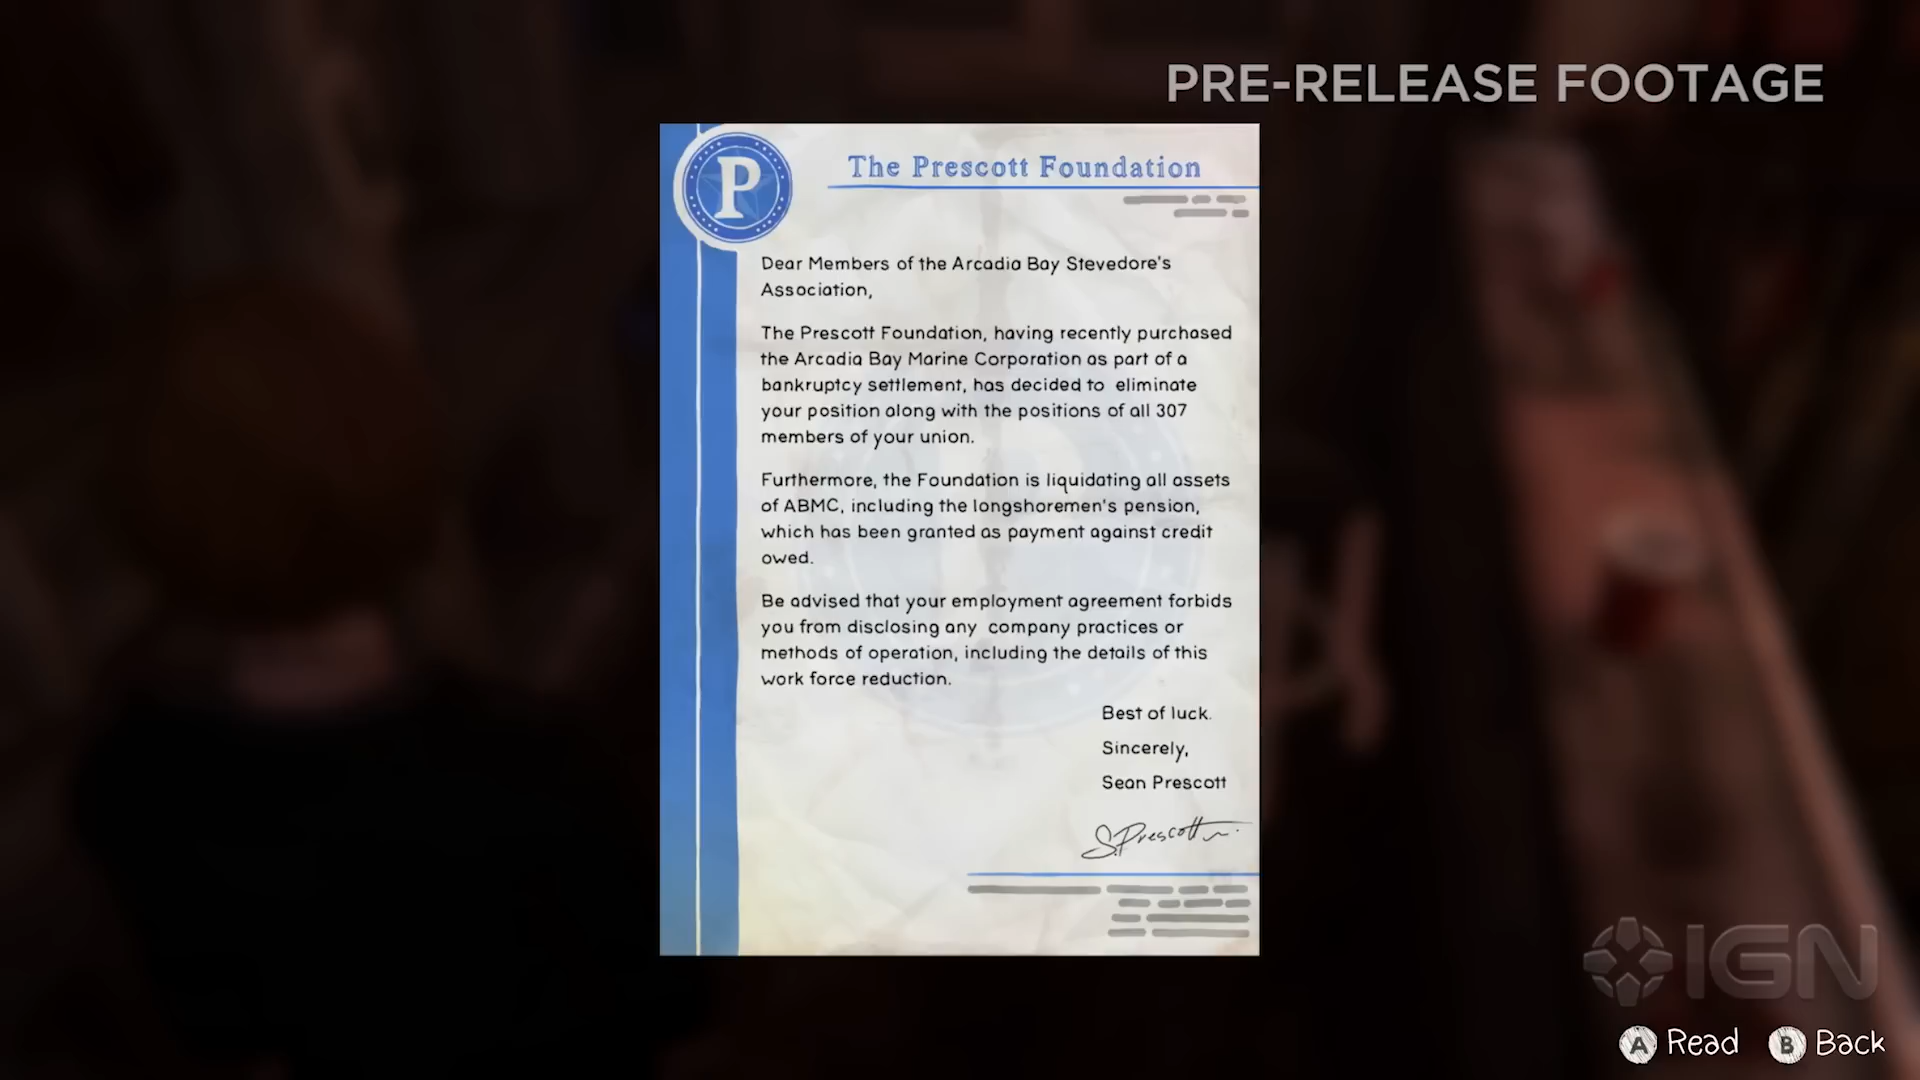 PRE-RELEASE FOOTAGE
P
The Prescott Foundation
Dear Members of the Arcadia Bay Stevedore's
Association,
The Prescott Foundation, having recently purchased
the Arcadia Bay Marine Corporation as part of a
bankruptcy settlement, has decided to eliminate
your position along with the positions of all 307
members of your union.
Furthermore, the Foundation is liquidating all assets
of ABMC, including the longshoremen's pension,
which has been granted as payment against credit
owed.
Be advised that your employment agreement forbids
you from disclosing any company practices or
methods of operation, including the details of this
work force reduction.
Best of luck.
Sincerely,
Sean Prescott
S.Prescott
IGN
A Read B Back